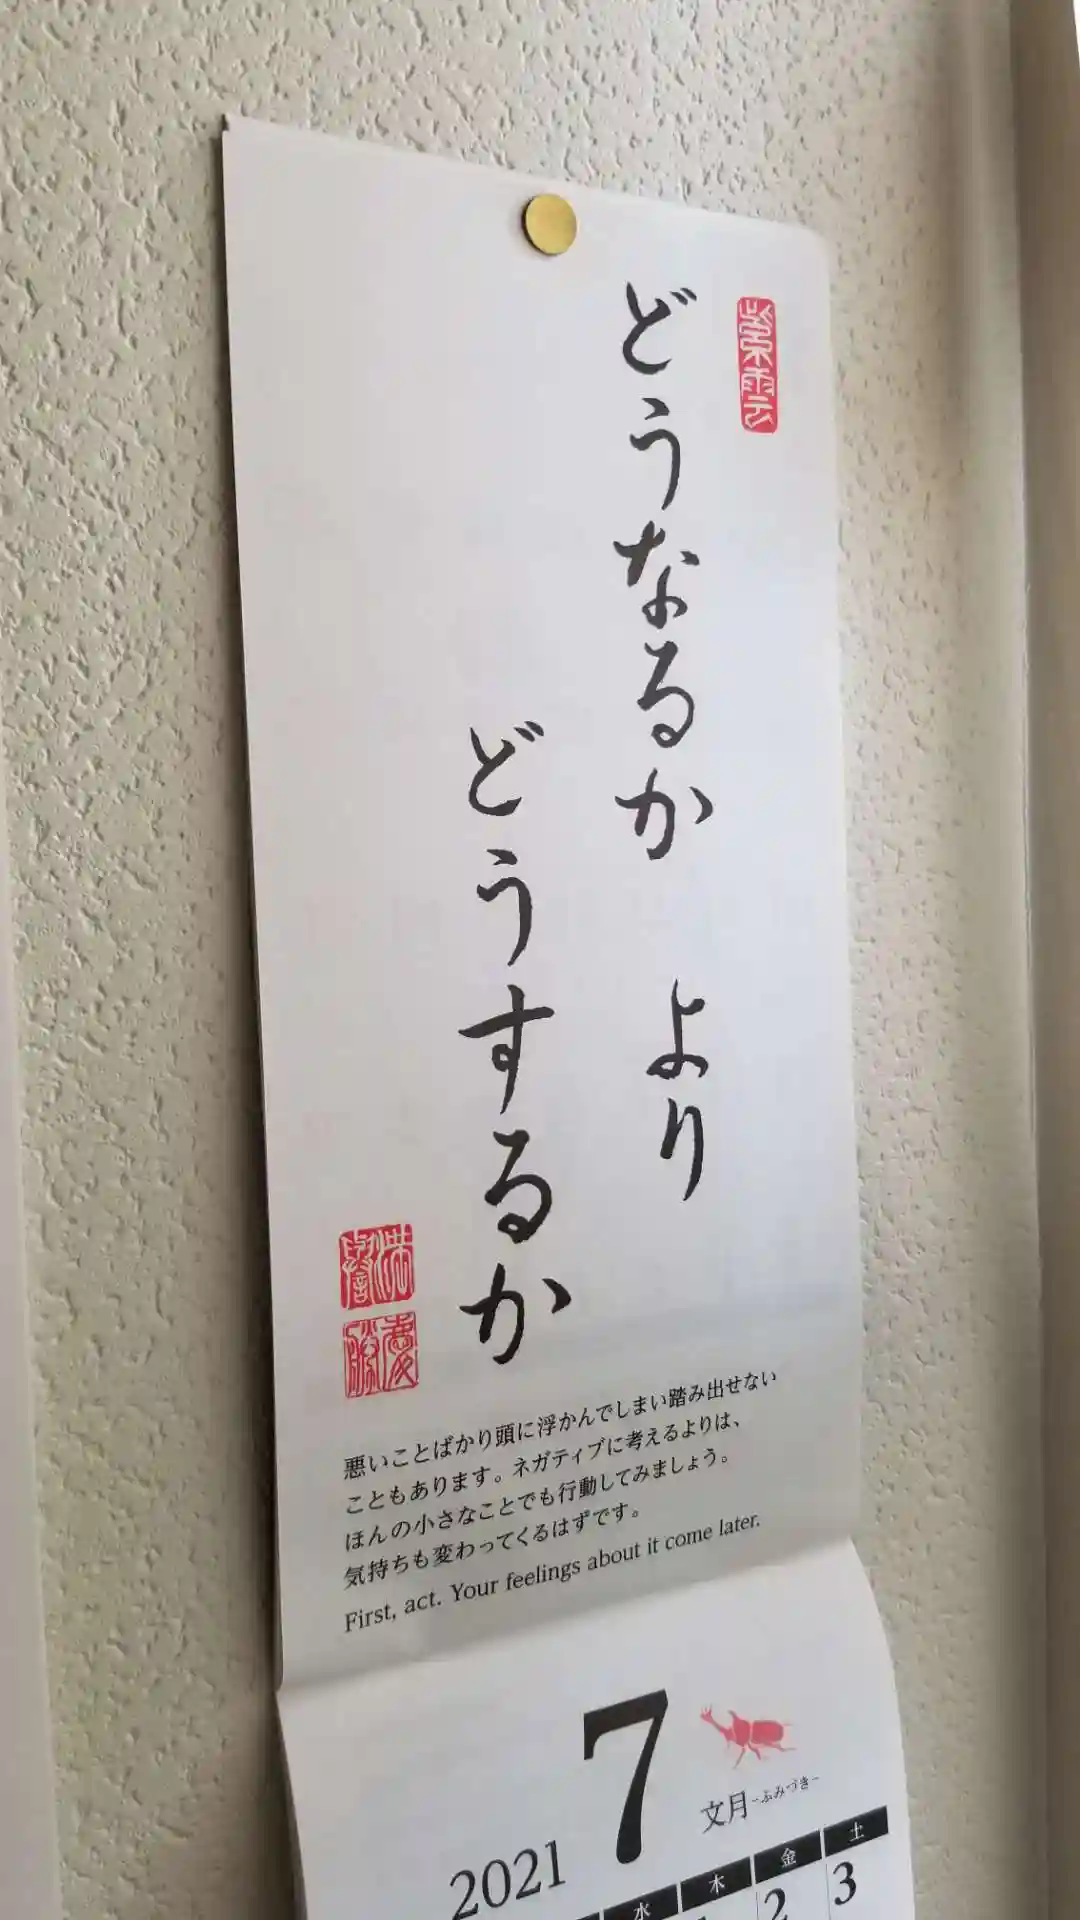 どうなるか より
どうするか
悪いことばかり頭に浮かんでしまい踏み出せない
こともあります。ネガティブに考えるよりは、
ほんの小さなことでも行動してみましょう。
気持ちも変わってくるはずです。
First, act. Your feelings about it come later.
2021
7
文月 -ふみづき-
水 木 金 土
2 3